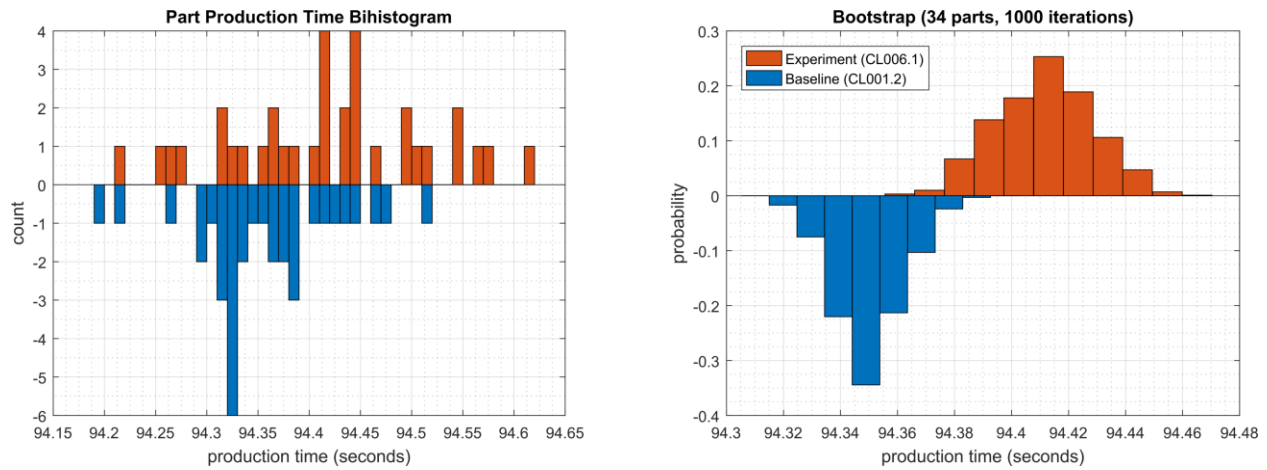 Part Production Time Bihistogram
4
3
2
1
0
-1
-2
-3
-4
-5
-6
count
94.15 94.2 94.25 94.3 94.35 94.4 94.45 94.5 94.55 94.6 94.65
production time (seconds)
Bootstrap (34 parts, 1000 iterations)
0.3
0.2
0.1
0
-0.1
-0.2
-0.3
-0.4
probability
Experiment (CL006.1)
Baseline (CL001.2)
94.3 94.32 94.34 94.36 94.38 94.4 94.42 94.44 94.46 94.48
production time (seconds)